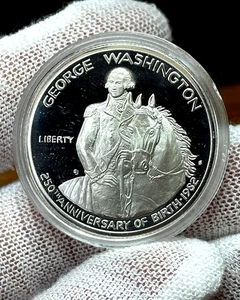 GEORGE WASHINGTON
LIBERTY
S
250TH ANNIVERSARY OF BIRTH·1982